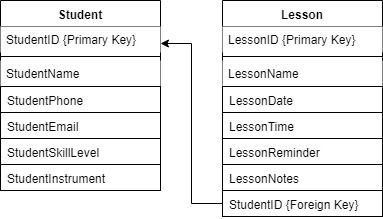 Student
StudentID {Primary Key}
StudentName
StudentPhone
StudentEmail
StudentSkillLevel
StudentInstrument
Lesson
LessonID {Primary Key}
LessonName
LessonDate
LessonTime
LessonReminder
LessonNotes
StudentID {Foreign Key}